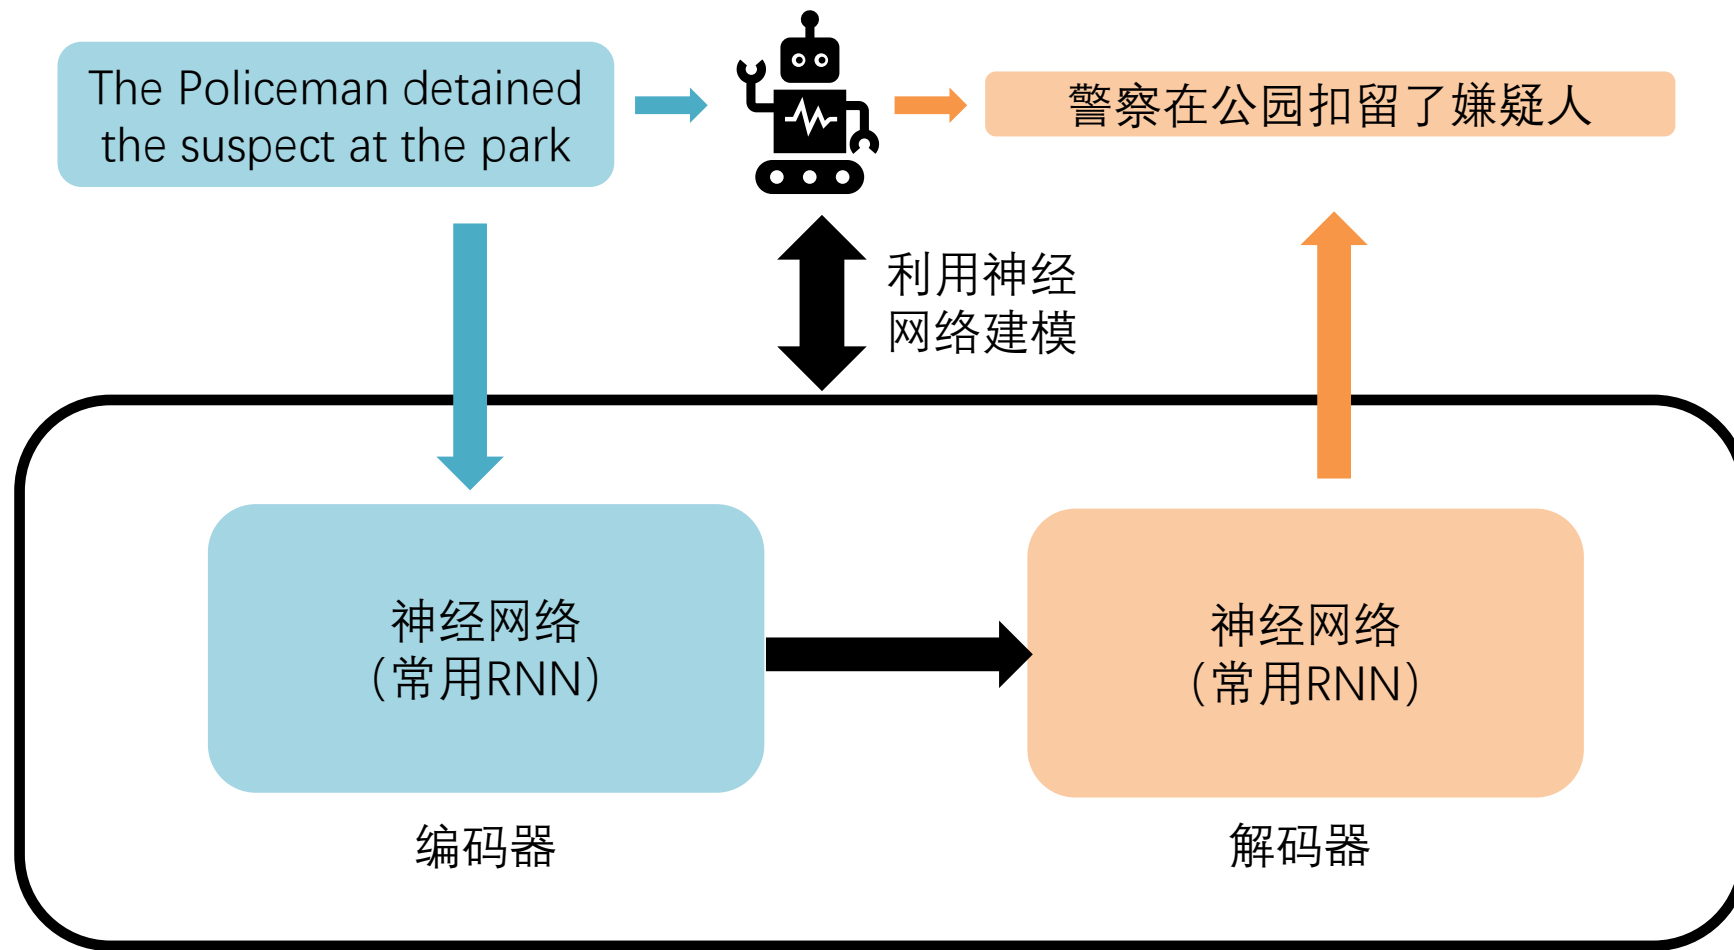 The Policeman detained
the suspect at the park
警察在公园扣留了嫌疑人
利用神经
网络建模
神经网络
（常用RNN）
神经网络
（常用RNN）
编码器
解码器